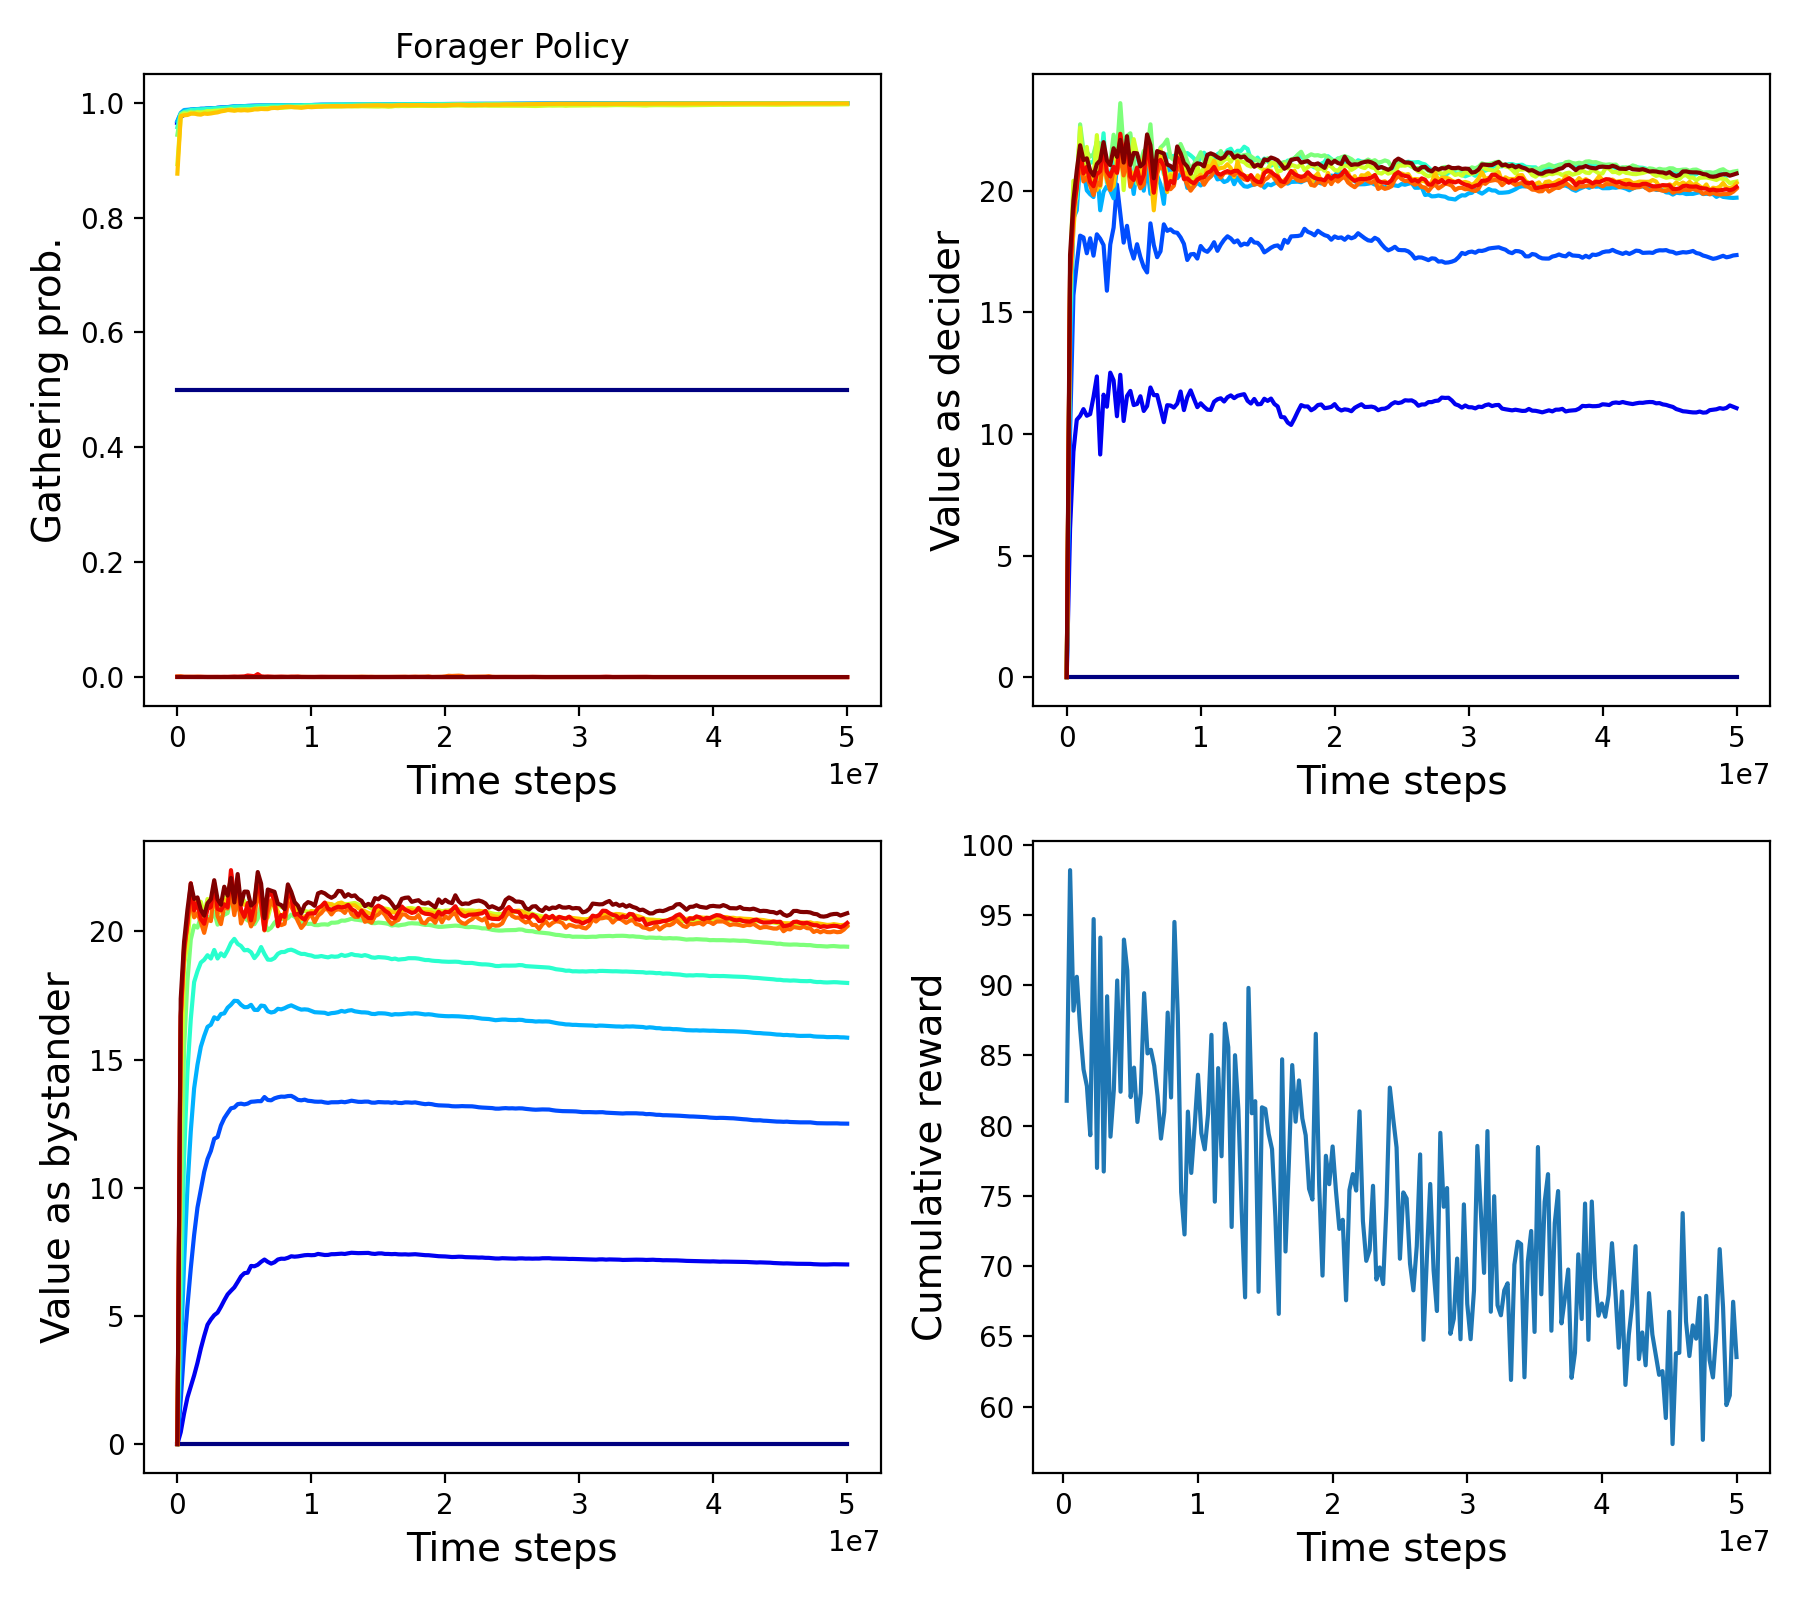 Forager Policy
Gathering prob.
1.0
0.8
0.6
0.4
0.2
0.0
0 1 2 3 4 5
1e7
Time steps
Value as decider
20
15
10
5
0
0 1 2 3 4 5
1e7
Time steps
Value as bystander
20
15
10
5
0
0 1 2 3 4 5
1e7
Time steps
Cumulative reward
100
95
90
85
80
75
70
65
60
0 1 2 3 4 5
1e7
Time steps